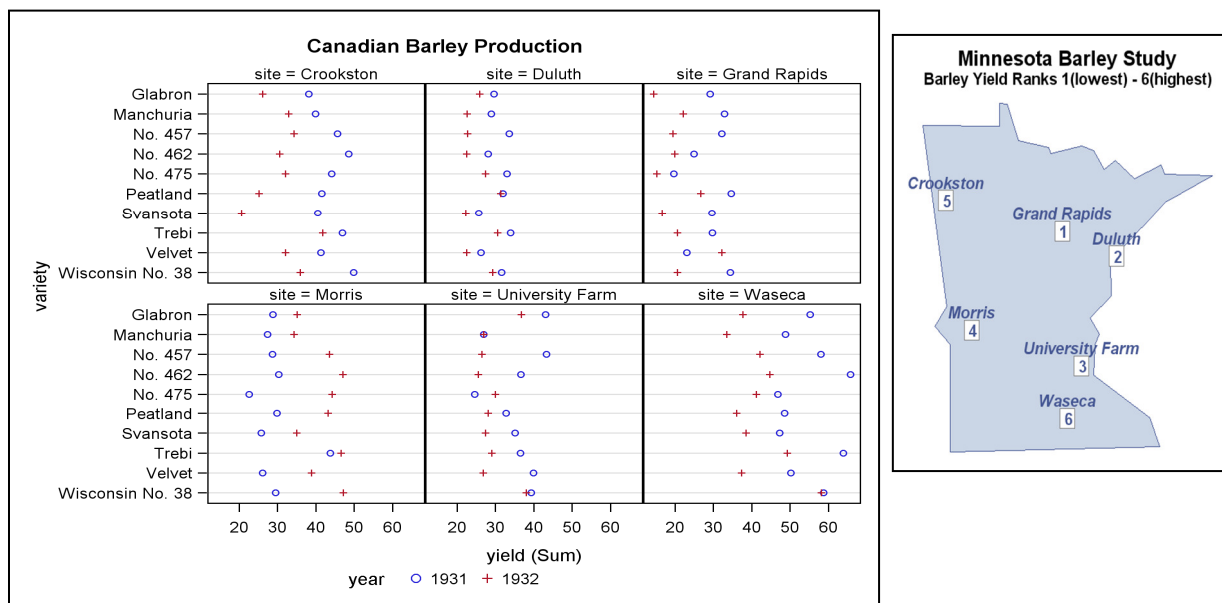 Canadian Barley Production
site = Crookston
site = Duluth
site = Grand Rapids
Glabron
Manchuria
No. 457
No. 462
No. 475
Peatland
Svansota
Trebi
Velvet
Wisconsin No. 38
variety
site = Morris
site = University Farm
site = Waseca
Glabron
Manchuria
No. 457
No. 462
No. 475
Peatland
Svansota
Trebi
Velvet
Wisconsin No. 38
20 30 40 50 60 20 30 40 50 60 20 30 40 50 60
yield (Sum)
year 1931 1932
Minnesota Barley Study
Barley Yield Ranks 1(lowest) - 6(highest)
Crookston
5
Grand Rapids
1
Duluth
2
Morris
4
University Farm
3
Waseca
6